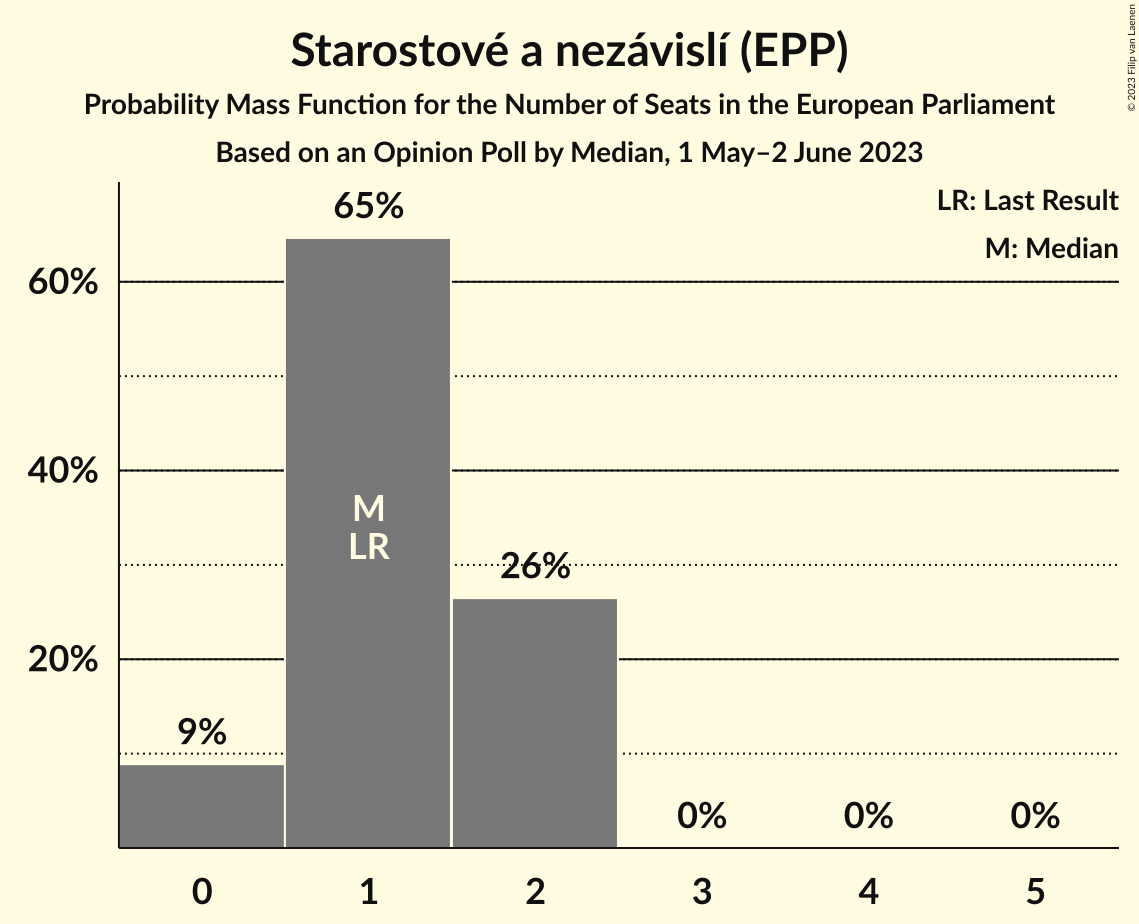 Starostové a nezávislí (EPP)
Probability Mass Function for the Number of Seats in the European Parliament
Based on an Opinion Poll by Median, 1 May–2 June 2023
© 2023 Filip van Laenen
LR: Last Result
M: Median
65%
60%
40%
M
LR
26%
20%
9%
0%
0%
0%
0
1
2
3
4
5